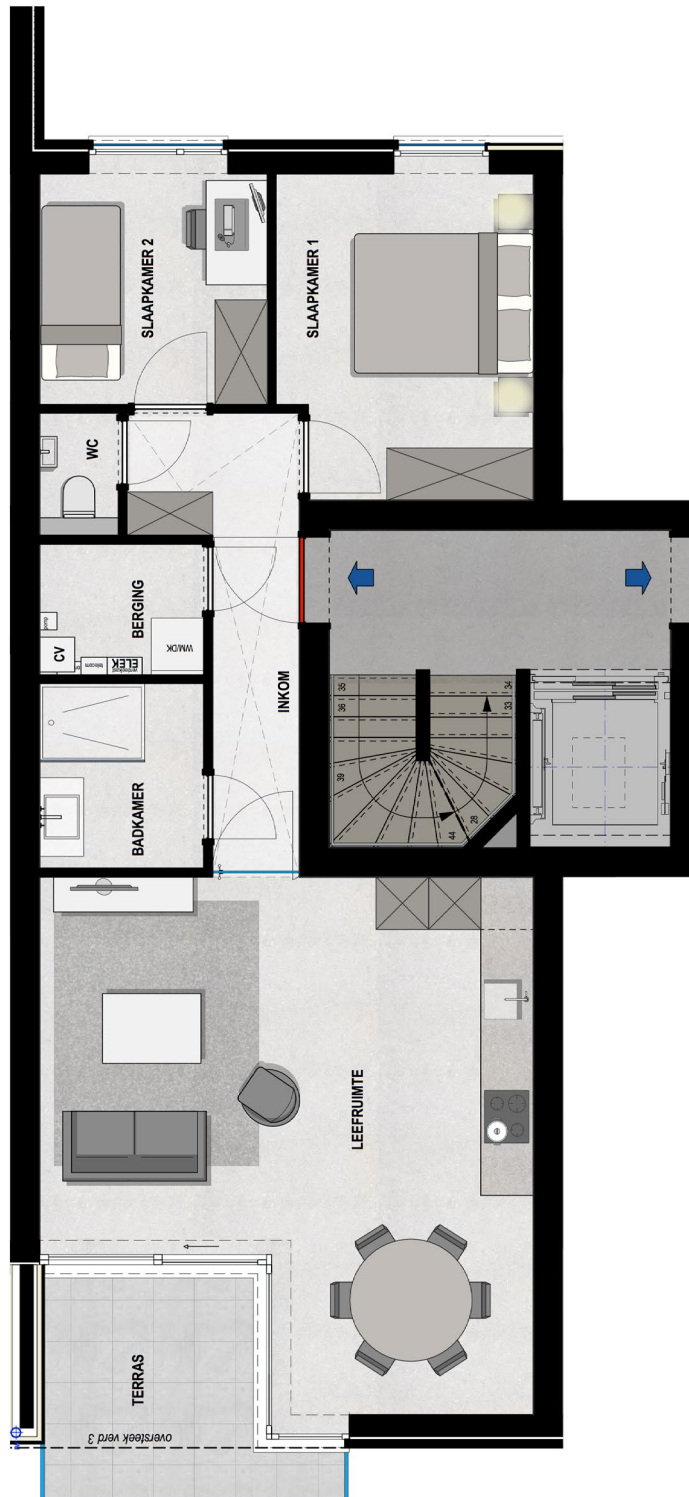 SLAAPKAMER 2
SLAAPKAMER 1
WC
BERGING
CV
telecom
ELEK
WM/DK
INKOM
BADKAMER
35
36
39
34
33
28
44
LEEFRUIMTE
TERRAS
oversteek verd 3